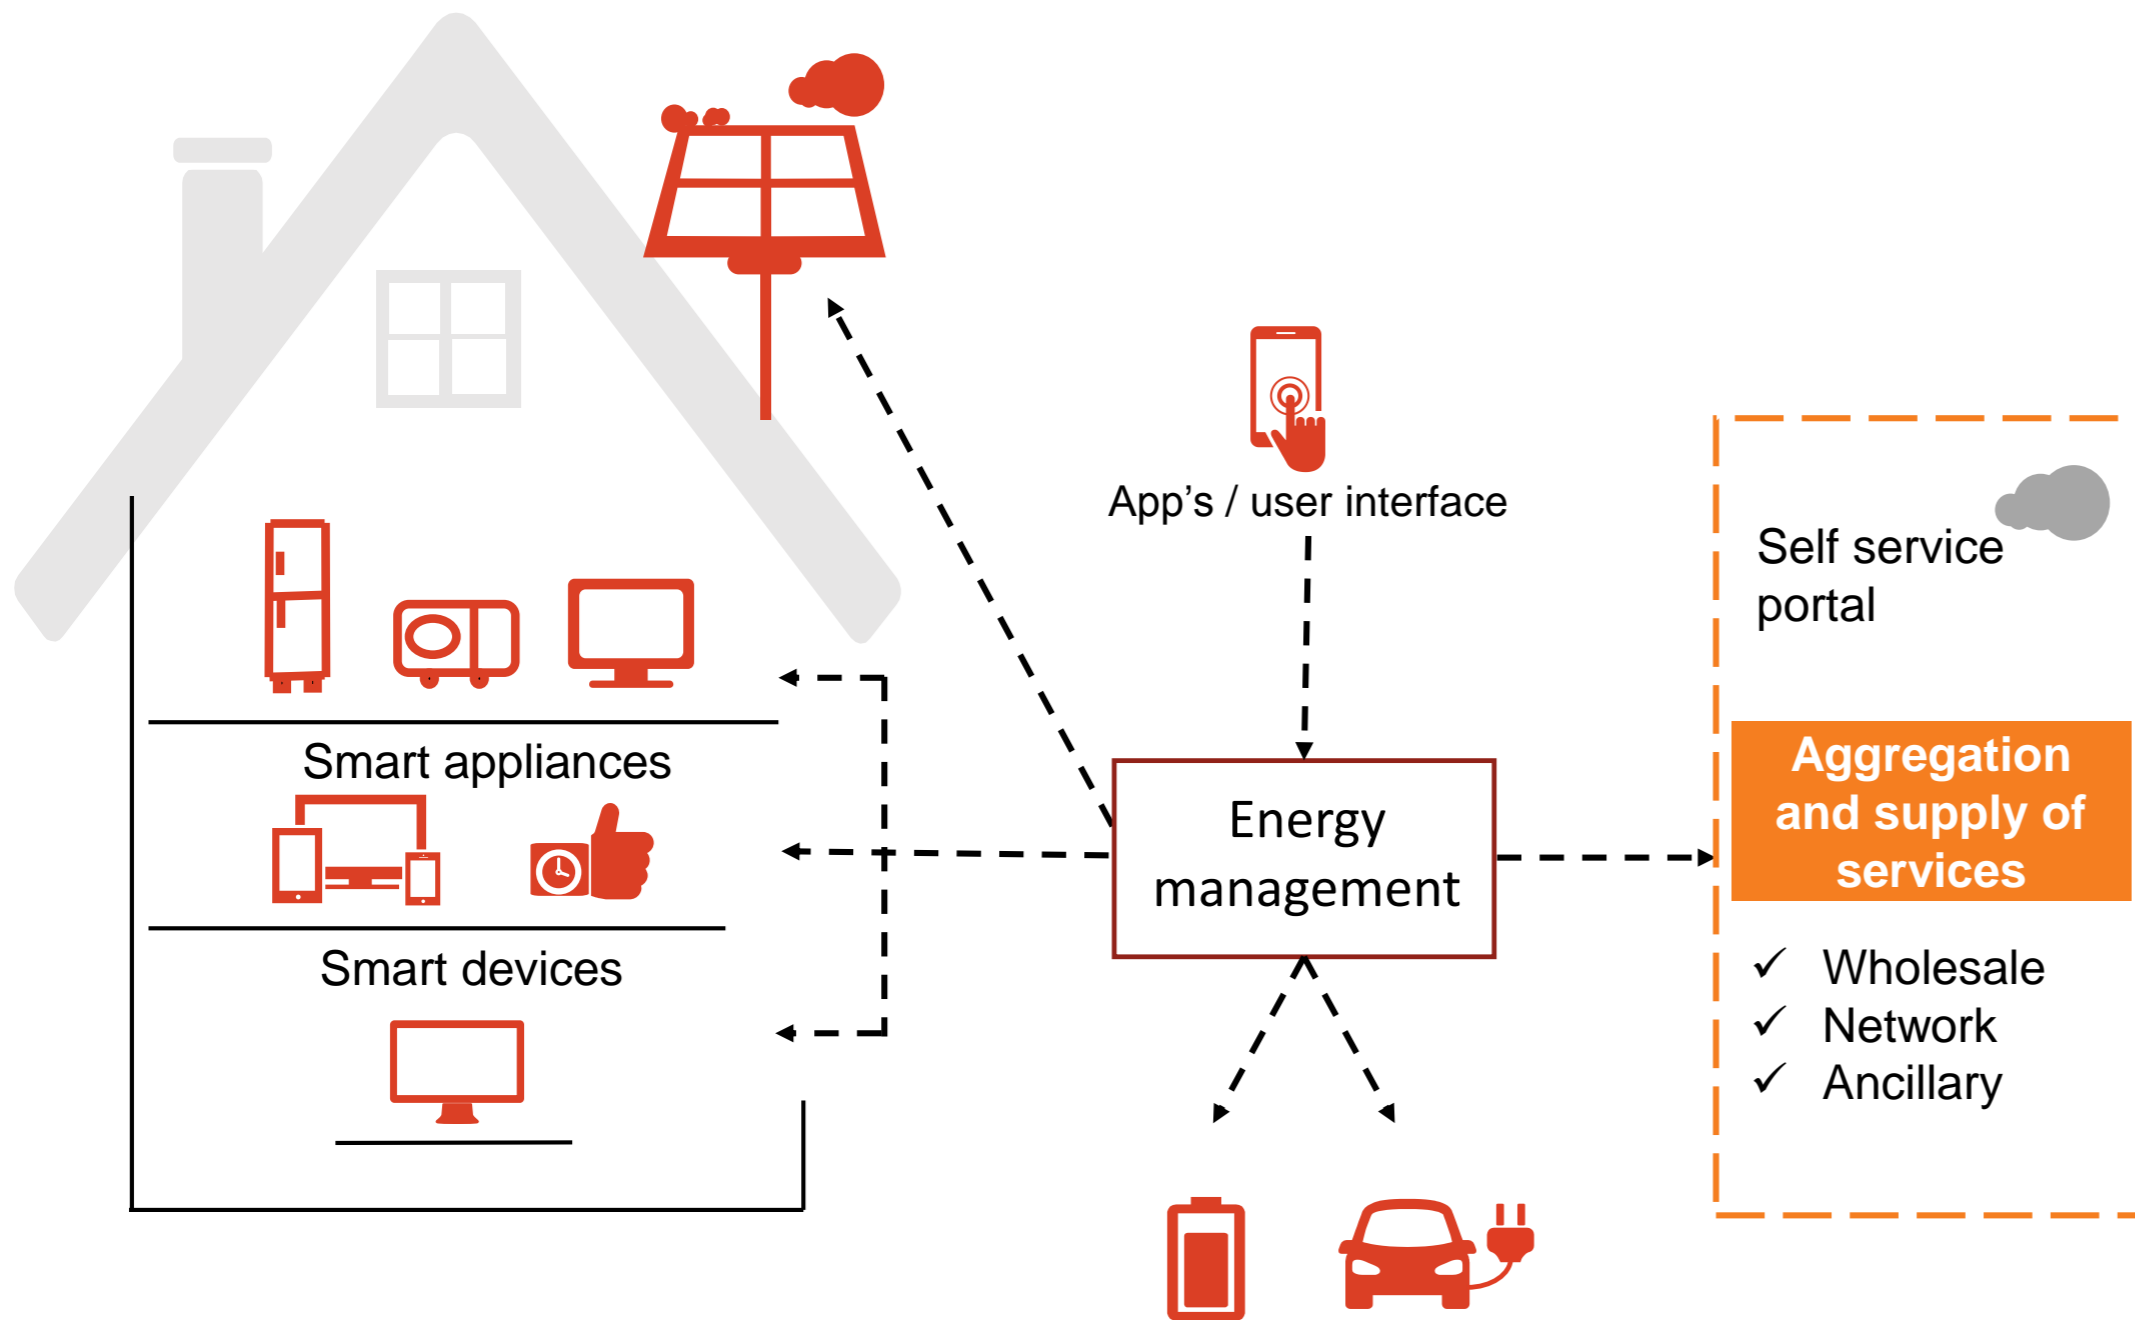 App's / user interface
Self service
portal
Smart appliances
Aggregation
and supply of
services
Energy
management
Smart devices
✓ Wholesale
✓ Network
✓ Ancillary